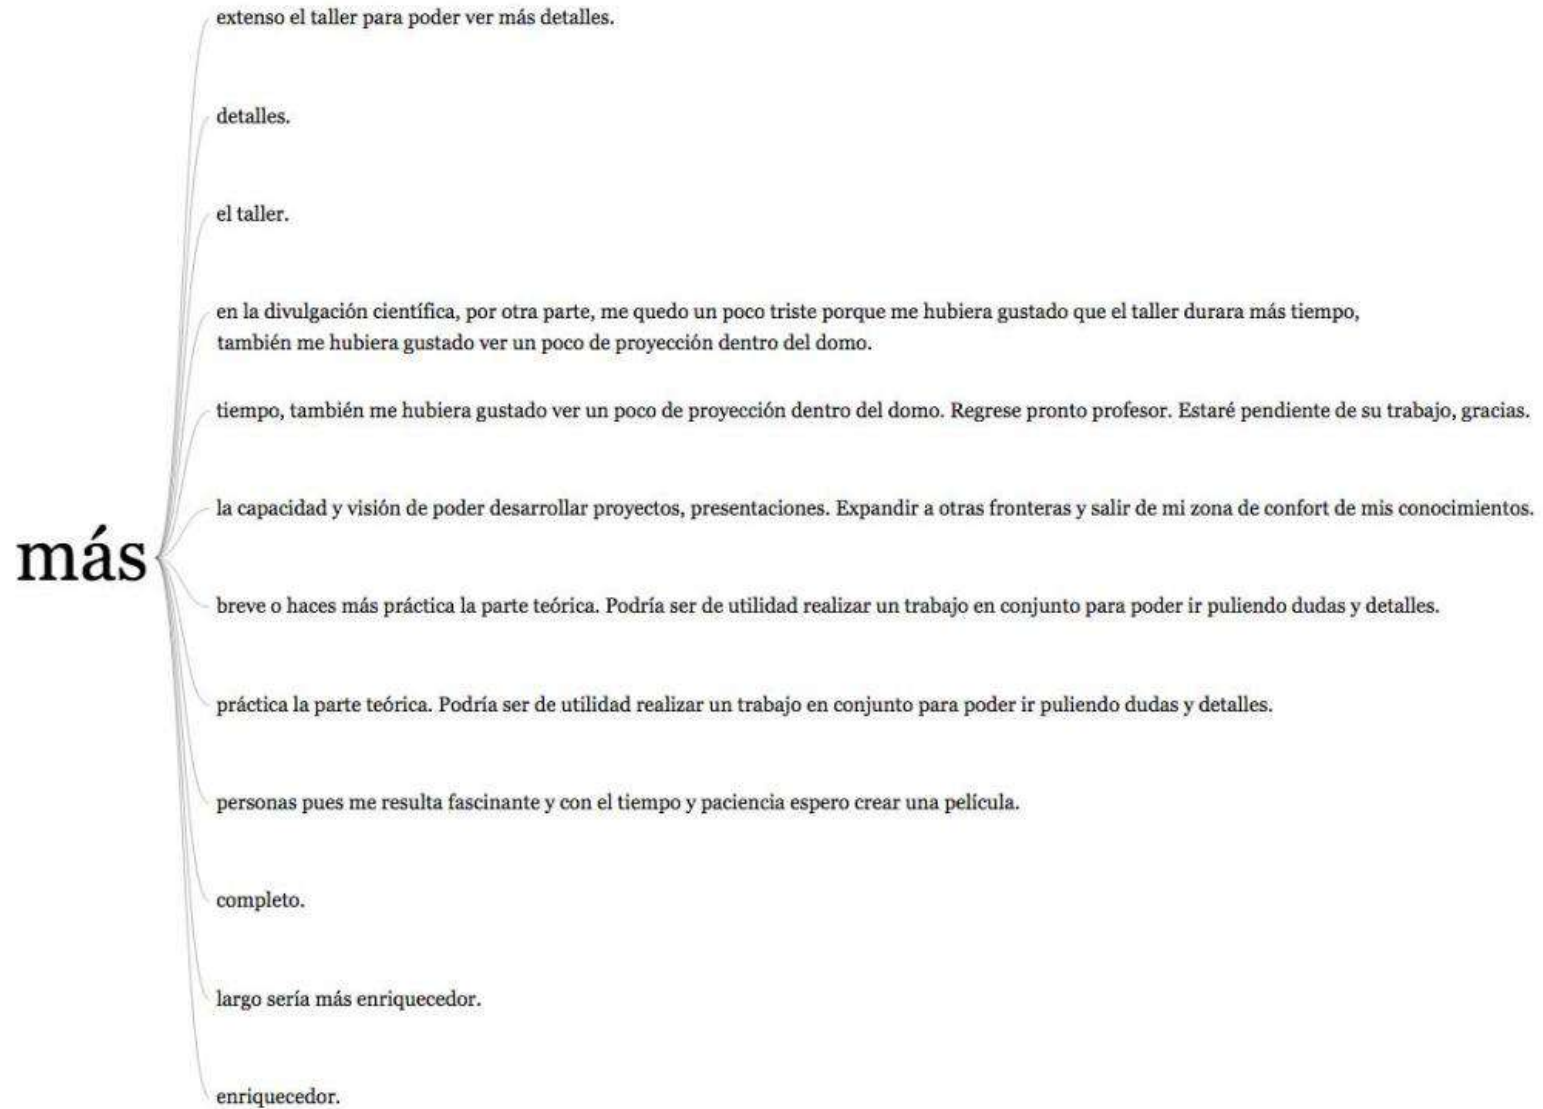 extenso el taller para poder ver más detalles.
detalles.
el taller.
en la divulgación científica, por otra parte, me quedo un poco triste porque me hubiera gustado que el taller durara más tiempo,
también me hubiera gustado ver un poco de proyección dentro del domo.
tiempo, también me hubiera gustado ver un poco de proyección dentro del domo. Regrese pronto profesor. Estaré pendiente de su trabajo, gracias.
la capacidad y visión de poder desarrollar proyectos, presentaciones. Expandir a otras fronteras y salir de mi zona de confort de mis conocimientos.
más
breve o haces más práctica la parte teórica. Podría ser de utilidad realizar un trabajo en conjunto para poder ir puliendo dudas y detalles.
práctica la parte teórica. Podría ser de utilidad realizar un trabajo en conjunto para poder ir puliendo dudas y detalles.
personas pues me resulta fascinante y con el tiempo y paciencia espero crear una película.
completo.
largo sería más enriquecedor.
enriquecedor.